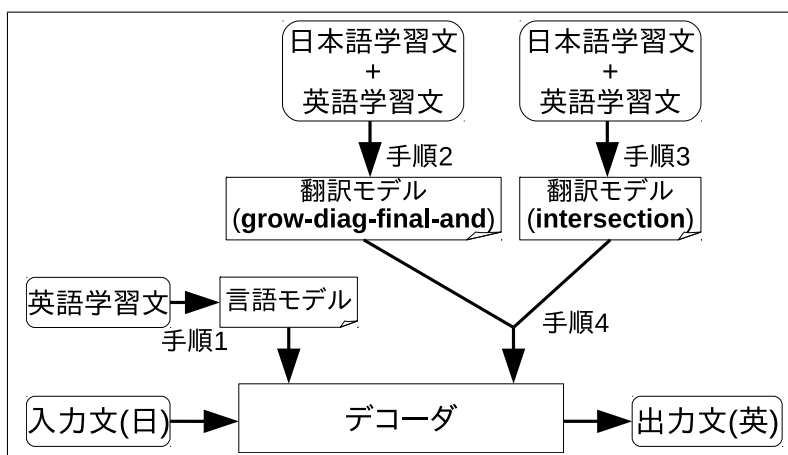 日本語学習文
+
英語学習文
日本語学習文
+
英語学習文
手順2
手順3
翻訳モデル
(grow-diag-final-and)
翻訳モデル
(intersection)
英語学習文
言語モデル
手順1
手順4
入力文(日)
デコーダ
出力文(英)